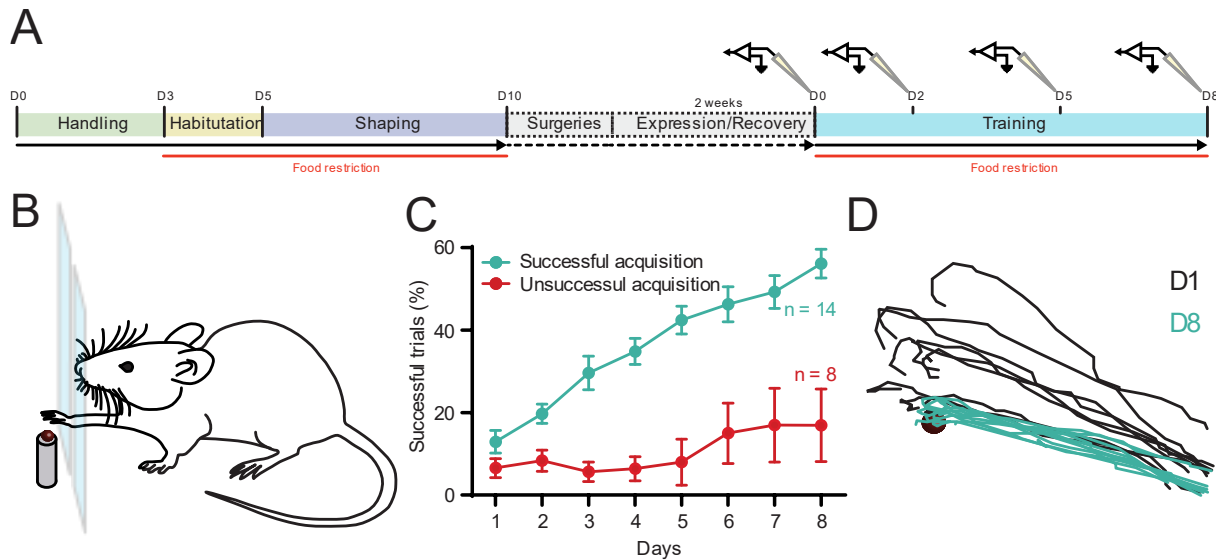 A
D0 D3 D5 D10 2 weeks D0 D2 D5 D8
Handling Habitutation Shaping Surgeries Expression/Recovery Training
Food restriction Food restriction
B
C
Successful trials (%)
60
40
20
0
Successful acquisition
Unsuccessul acquisition
n = 14
n = 8
1 2 3 4 5 6 7 8
Days
D
D1
D8